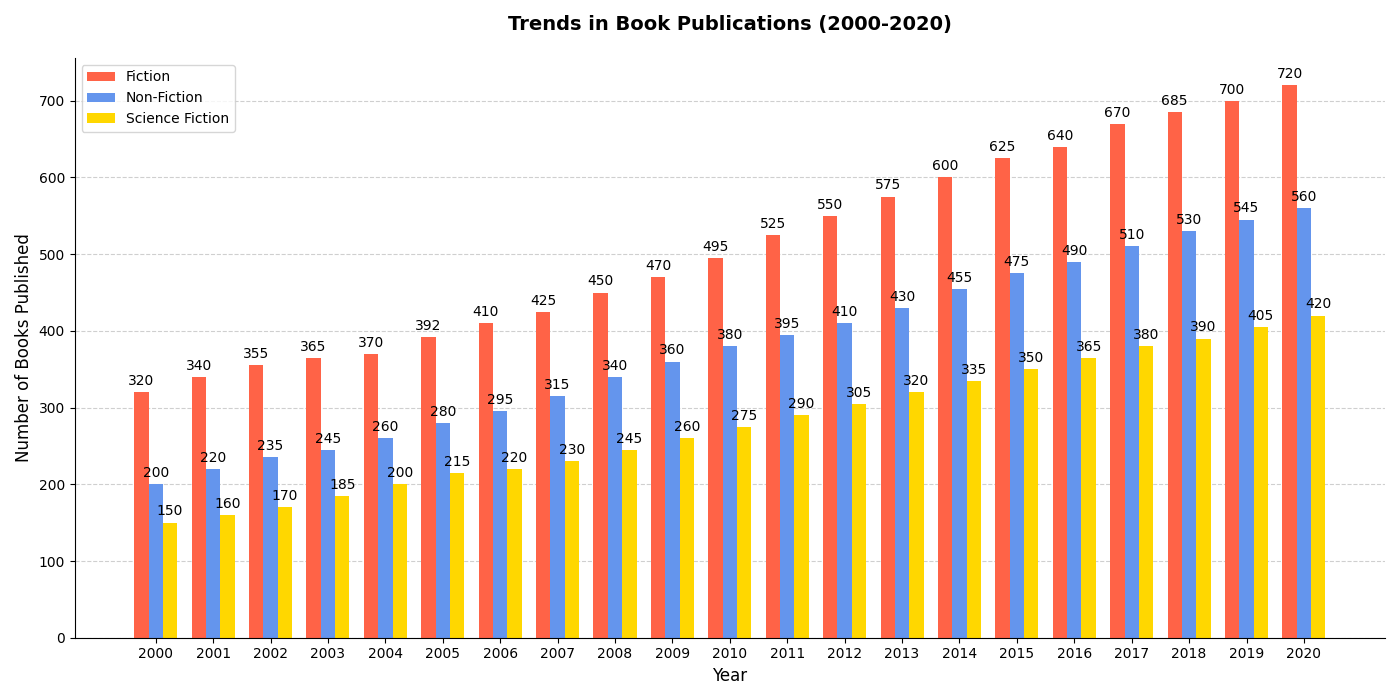 Trends in Book Publications (2000-2020)
Fiction
Non-Fiction
Science Fiction
Number of Books Published
700
600
500
400
300
200
100
0
320 340 355 365 370 392 410 425 450 470 495 525 550 575 600 625 640 670 685 700 720
200 220 235 245 260 280 295 315 340 360 380 395 410 430 455 475 490 510 530 545 560
150 160 170 185 200 215 220 230 245 260 275 290 305 320 335 350 365 380 390 405 420
2000 2001 2002 2003 2004 2005 2006 2007 2008 2009 2010 2011 2012 2013 2014 2015 2016 2017 2018 2019 2020
Year